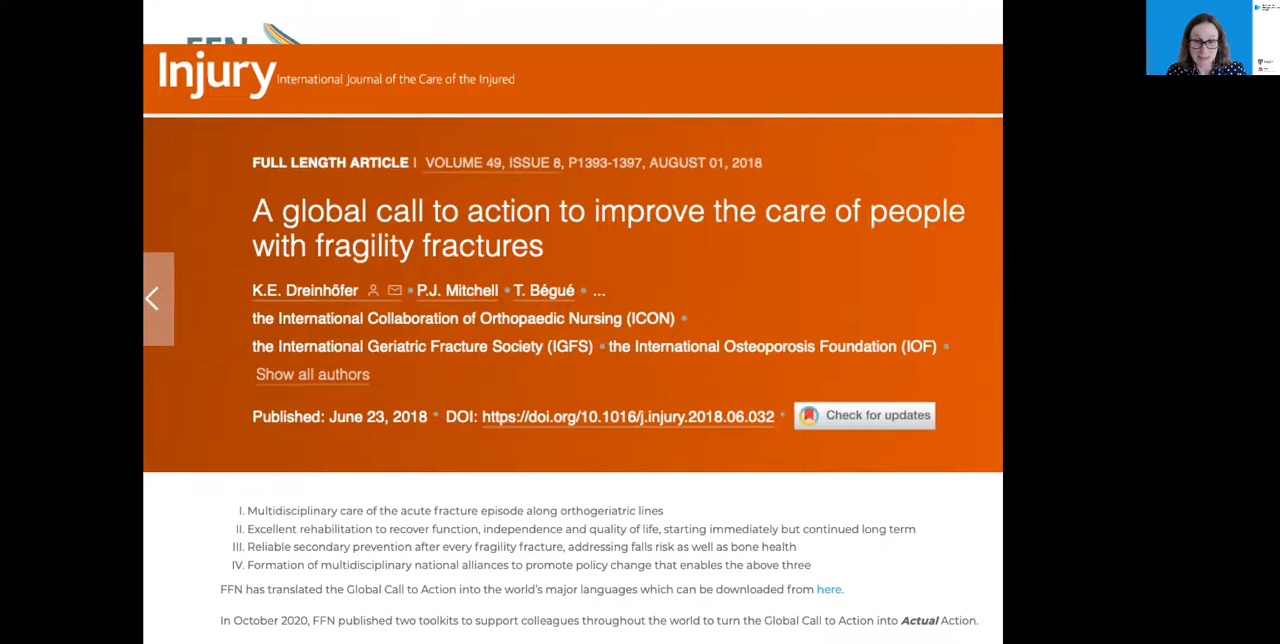 FFN
Injury International Journal of the Care of the Injured
FULL LENGTH ARTICLE | VOLUME 49, ISSUE 8, P1393-1397, AUGUST 01, 2018
A global call to action to improve the care of people
with fragility fractures
K.E. Dreinhöfer • P.J. Mitchell • T. Bégué • ...
the International Collaboration of Orthopaedic Nursing (ICON) •
the International Geriatric Fracture Society (IGFS) • the International Osteoporosis Foundation (IOF) •
Show all authors
Published: June 23, 2018 • DOI: https://doi.org/10.1016/j.injury.2018.06.032 • Check for updates
I. Multidisciplinary care of the acute fracture episode along orthogeriatric lines
II. Excellent rehabilitation to recover function, independence and quality of life, starting immediately but continued long term
III. Reliable secondary prevention after every fragility fracture, addressing falls risk as well as bone health
IV. Formation of multidisciplinary national alliances to promote policy change that enables the above three
FFN has translated the Global Call to Action into the world's major languages which can be downloaded from here.
In October 2020, FFN published two toolkits to support colleagues throughout the world to turn the Global Call to Action into Actual Action.